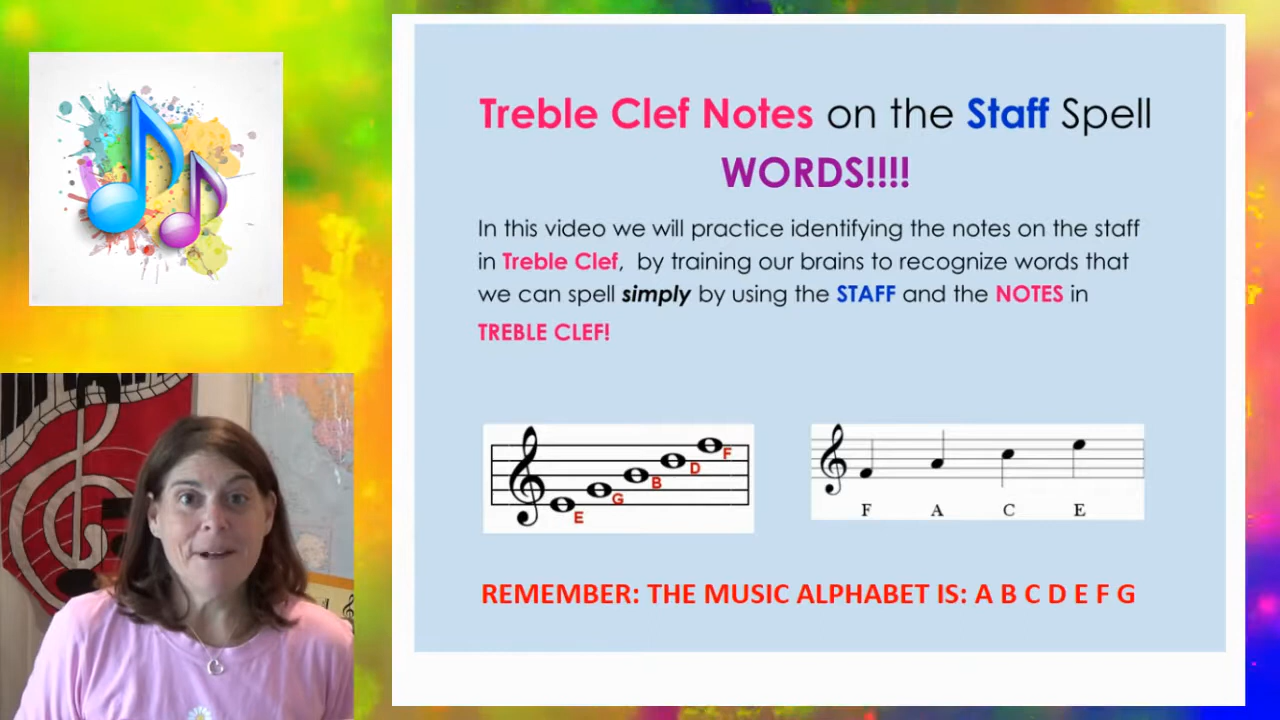 Treble Clef Notes on the Staff Spell
WORDS!!!!
In this video we will practice identifying the notes on the staff
in Treble Clef, by training our brains to recognize words that
we can spell simply by using the STAFF and the NOTES in
TREBLE CLEF!
E G B D F
F A C E
REMEMBER: THE MUSIC ALPHABET IS: A B C D E F G